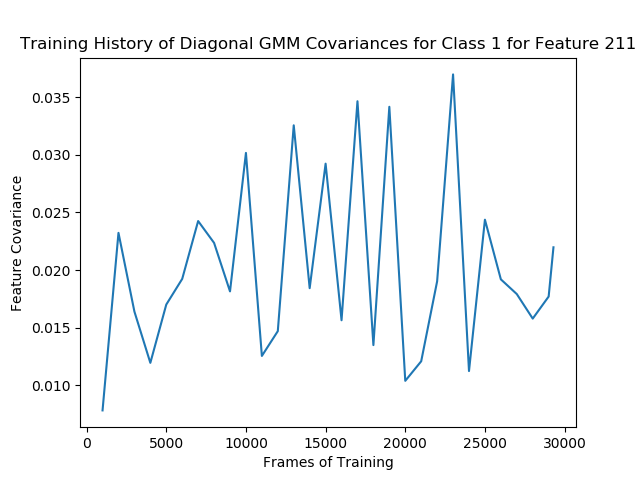 Training History of Diagonal GMM Covariances for Class 1 for Feature 211
Feature Covariance
0.035
0.030
0.025
0.020
0.015
0.010
0 5000 10000 15000 20000 25000 30000
Frames of Training